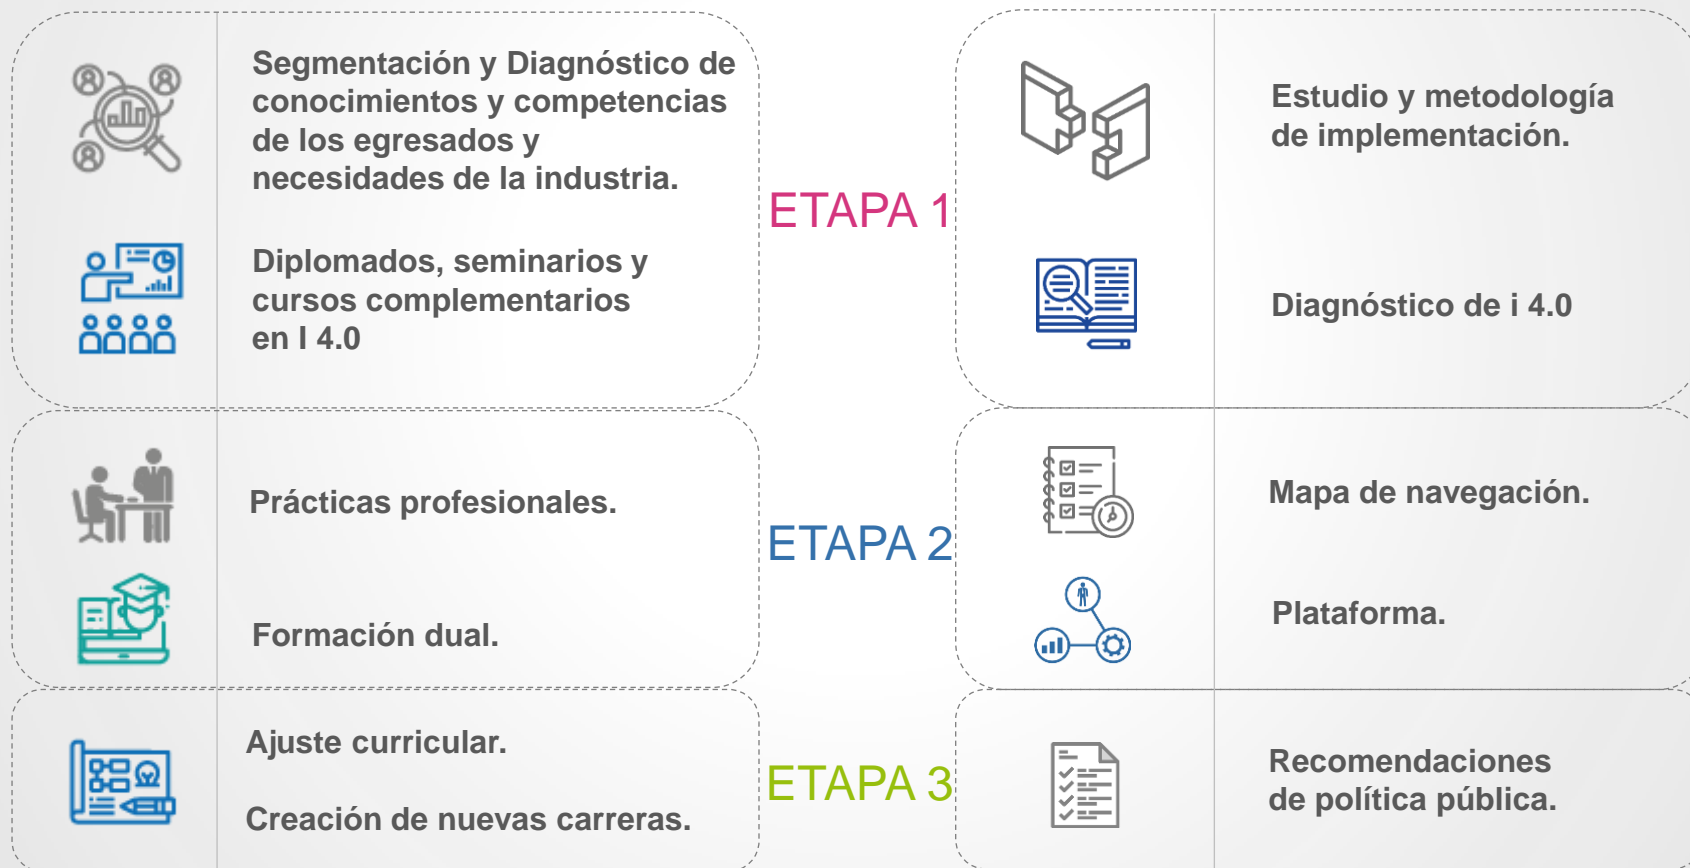 Segmentación y Diagnóstico de
conocimientos y competencias
de los egresados y
necesidades de la industria.
Diplomados, seminarios y
cursos complementarios
en I 4.0
ETAPA 1
Estudio y metodología
de implementación.
Diagnóstico de i 4.0
Prácticas profesionales.
Formación dual.
ETAPA 2
Mapa de navegación.
Plataforma.
Ajuste curricular.
Creación de nuevas carreras.
ETAPA 3
Recomendaciones
de política pública.